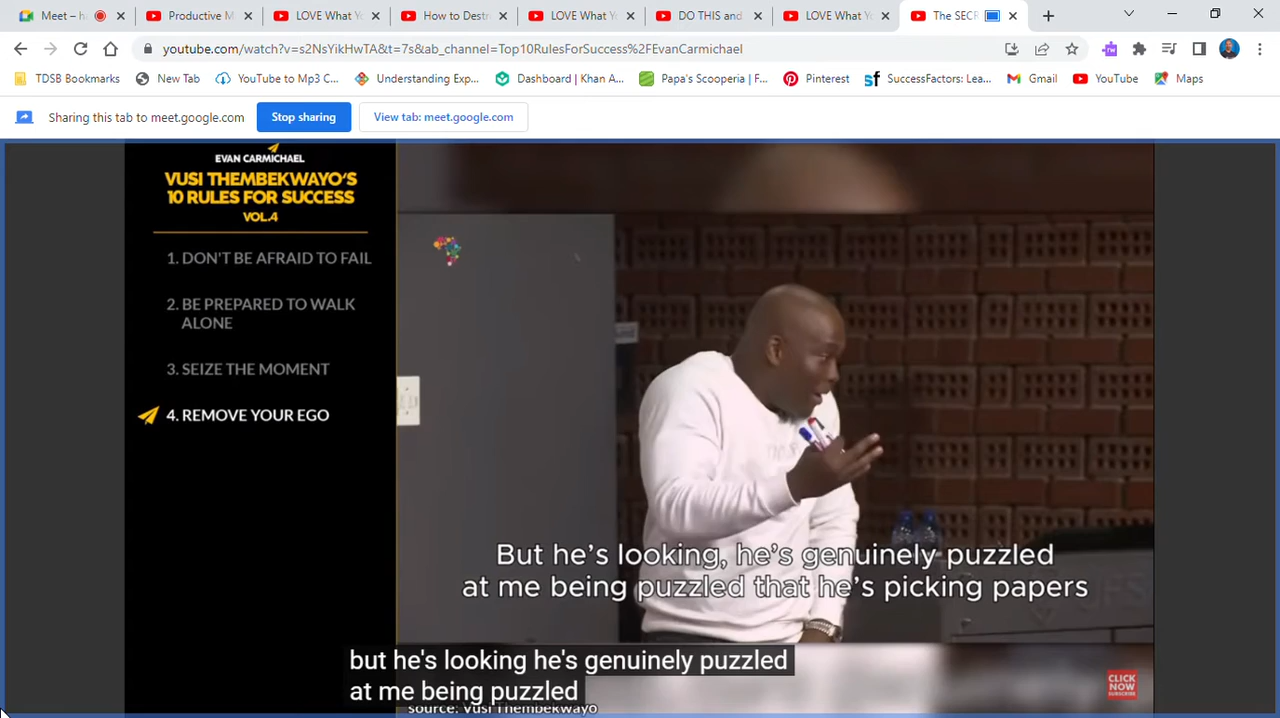 Meet – ha
Productive M
LOVE What Yo
How to Destr
LOVE What Yo
DO THIS and
LOVE What Yo
The SECR
youtube.com/watch?v=s2NsYikHwTA&t=7s&ab_channel=Top10RulesForSuccess%2FEvanCarmichael
TDSB Bookmarks
New Tab
YouTube to Mp3 C...
Understanding Exp...
Dashboard | Khan A...
Papa's Scooperia | F...
Pinterest
SuccessFactors: Lea...
Gmail
YouTube
Maps
Sharing this tab to meet.google.com
Stop sharing
View tab: meet.google.com
EVAN CARMICHAEL
VUSI THEMBEKWAYO'S
10 RULES FOR SUCCESS
VOL.4
1. DON'T BE AFRAID TO FAIL
2. BE PREPARED TO WALK
ALONE
3. SEIZE THE MOMENT
4. REMOVE YOUR EGO
But he's looking, he's genuinely puzzled
at me being puzzled that he's picking papers
but he's looking he's genuinely puzzled
at me being puzzled
source: Vusi Thembekwayo
CLICK
NOW
SUBSCRIBE